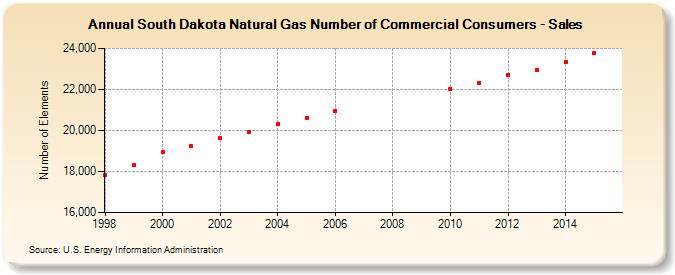 Annual South Dakota Natural Gas Number of Commercial Consumers - Sales
Number of Elements
24,000
22,000
20,000
18,000
16,000
1998 2000 2002 2004 2006 2008 2010 2012 2014
Source: U.S. Energy Information Administration